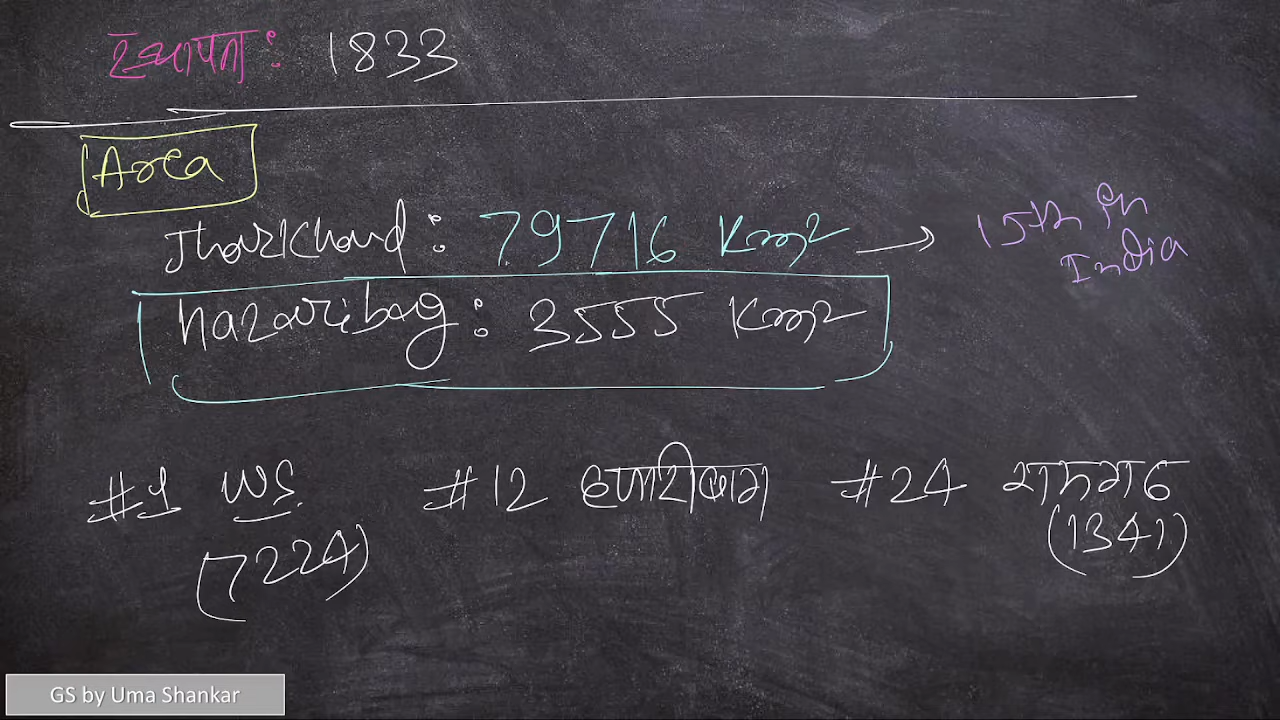 स्थापना : 1833
Area
Jharkhand : 79716 Km² → 15th in
India
hazaribag : 3555 Km²
#1 WS #12 हजारीबाग #24 रामगढ
(7224) (1341)
GS by Uma Shankar